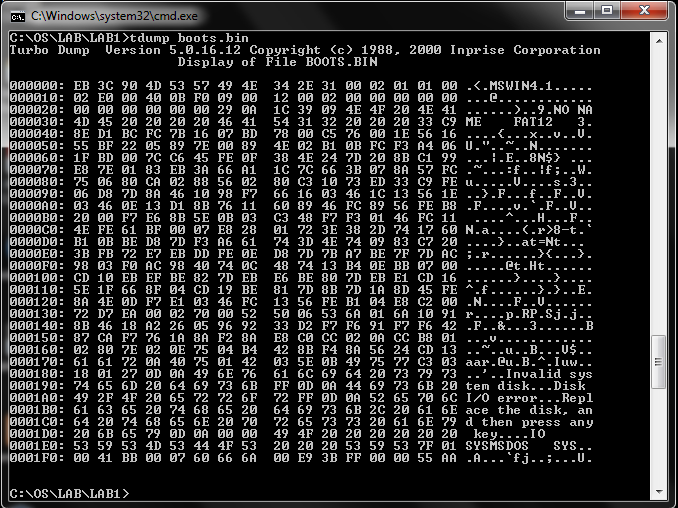 C:\Windows\system32\cmd.exe
C:\OS\LAB\LAB1>tdump boots.bin
Turbo Dump  Version 5.0.16.12 Copyright (c) 1988, 2000 Inprise Corporation
Display of File BOOTS.BIN
000000: EB 3C 90 4D 53 57 49 4E  34 2E 31 00 02 01 01 00 .<.MSWIN4.1.....
000010: 02 E0 00 40 0B F0 09 00  12 00 02 00 00 00 00 00 ...@............
000020: 00 00 00 00 00 00 29 0A  1C 39 09 4E 4F 20 4E 41 ......)..9.NO NA
000030: 4D 45 20 20 20 20 46 41  54 31 32 20 20 20 33 C9 ME    FAT12   3.
000040: 8E D1 BC FC 7B 16 07 BD  78 00 C5 76 00 1E 56 16 ....{...x..v..V.
000050: 55 BF 22 05 89 7E 00 89  4E 02 B1 0B FC F3 A4 06 U."..~..N.......
000060: 1F BD 00 7C C6 45 FE 0F  38 4E 24 7D 20 8B C1 99 ...|.E..8N$} ...
000070: E8 7E 01 83 EB 3A 66 A1  1C 7C 66 3B 07 8A 57 FC .~...:f..|f;..W.
000080: 75 06 80 CA 02 88 56 02  80 C3 10 73 ED 33 C9 FE u.....V....s.3..
000090: 06 D8 7D 8A 46 10 98 F7  66 16 03 46 1C 13 56 1E ..}.F...f..F..V.
0000A0: 03 46 0E 13 D1 8B 76 11  60 89 46 FC 89 56 FE B8 .F....v.`.F..V..
0000B0: 20 00 F7 E6 8B 5E 0B 03  C3 48 F7 F3 01 46 FC 11  ....^...H...F..
0000C0: 4E FE 61 BF 00 07 E8 28  01 72 3E 38 2D 74 17 60 N.a....(.r>8-t.`
0000D0: B1 0B BE D8 7D F3 A6 61  74 3D 4E 74 09 83 C7 20 ....}..at=Nt... 
0000E0: 3B FB 72 E7 EB DD FE 0E  D8 7D 7B A7 BE 7F 7D AC ;.r......}{...}.
0000F0: 98 03 F0 AC 98 40 74 0C  48 74 13 B4 0E BB 07 00 .....@t.Ht......
000100: CD 10 EB EF BE 82 7D EB  E6 BE 80 7D EB E1 CD 16 ......}....}....
000110: 5E 1F 66 8F 04 CD 19 BE  81 7D 8B 7D 1A 8D 45 FE ^.f......}.}..E.
000120: 8A 4E 0D F7 E1 03 46 FC  13 56 FE B1 04 E8 C2 00 .N....F..V......
000130: 72 D7 EA 00 02 70 00 52  50 06 53 6A 01 6A 10 91 r....p.RP.Sj.j..
000140: 8B 46 18 A2 26 05 96 92  33 D2 F7 F6 91 F7 F6 42 .F..&...3......B
000150: 87 CA F7 76 1A 8A F2 8A  E8 C0 CC 02 0A CC B8 01 ...v............
000160: 02 80 7E 02 0E 75 04 B4  42 8B F4 8A 56 24 CD 13 ..~..u..B...V$..
000170: 61 61 72 0A 40 75 01 42  03 5E 0B 49 75 77 C3 03 aar.@u.B.^.Iuw..
000180: 18 01 27 0D 0A 49 6E 76  61 6C 69 64 20 73 79 73 ..'..Invalid sys
000190: 74 65 6D 20 64 69 73 6B  FF 0D 0A 44 69 73 6B 20 tem disk...Disk 
0001A0: 49 2F 4F 20 65 72 72 6F  72 FF 0D 0A 52 65 70 6C I/O error...Repl
0001B0: 61 63 65 20 74 68 65 20  64 69 73 6B 2C 20 61 6E ace the disk, an
0001C0: 64 20 74 68 65 6E 20 70  72 65 73 73 20 61 6E 79 d then press any
0001D0: 20 6B 65 79 0D 0A 00 00  49 4F 20 20 20 20 20 20  key....IO      
0001E0: 53 59 53 4D 53 44 4F 53  20 20 20 53 59 53 7F 01 SYSMSDOS   SYS..
0001F0: 00 41 BB 00 07 60 66 6A  00 E9 3B FF 00 00 55 AA .A...`fj..;...U.
C:\OS\LAB\LAB1>